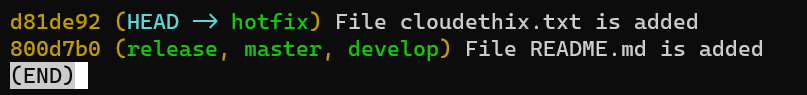 d81de92 (HEAD -> hotfix) File cloudethix.txt is added
800d7b0 (release, master, develop) File README.md is added
(END)